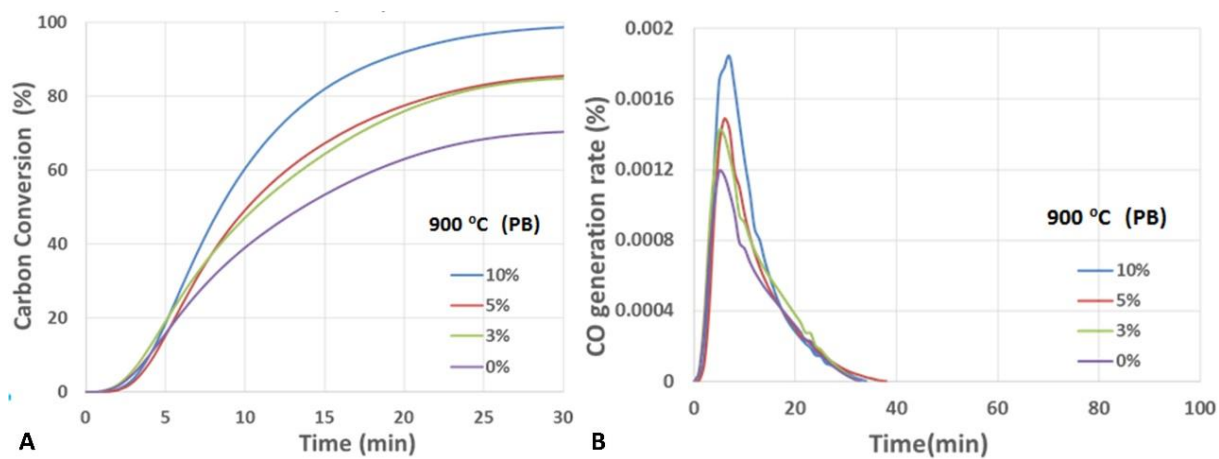 100
80
60
40
20
0
Carbon Conversion (%)
900 °C (PB)
10%
5%
3%
0%
0 5 10 15 20 25 30
Time (min)
A
0.002
0.0016
0.0012
0.0008
0.0004
0
CO generation rate (%)
900 °C (PB)
10%
5%
3%
0%
0 20 40 60 80 100
Time(min)
B